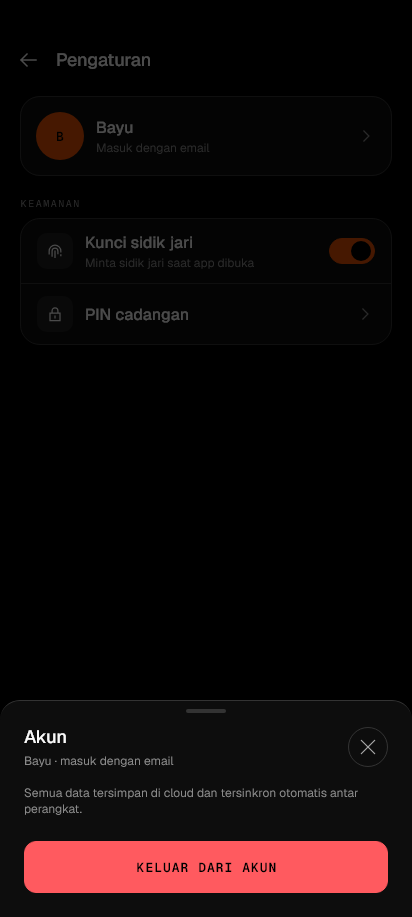 Pengaturan
B
Bayu
Masuk dengan email
KEAMANAN
Kunci sidik jari
Minta sidik jari saat app dibuka
PIN cadangan
Akun
Bayu · masuk dengan email
Semua data tersimpan di cloud dan tersinkron otomatis antar
perangkat.
KELUAR DARI AKUN